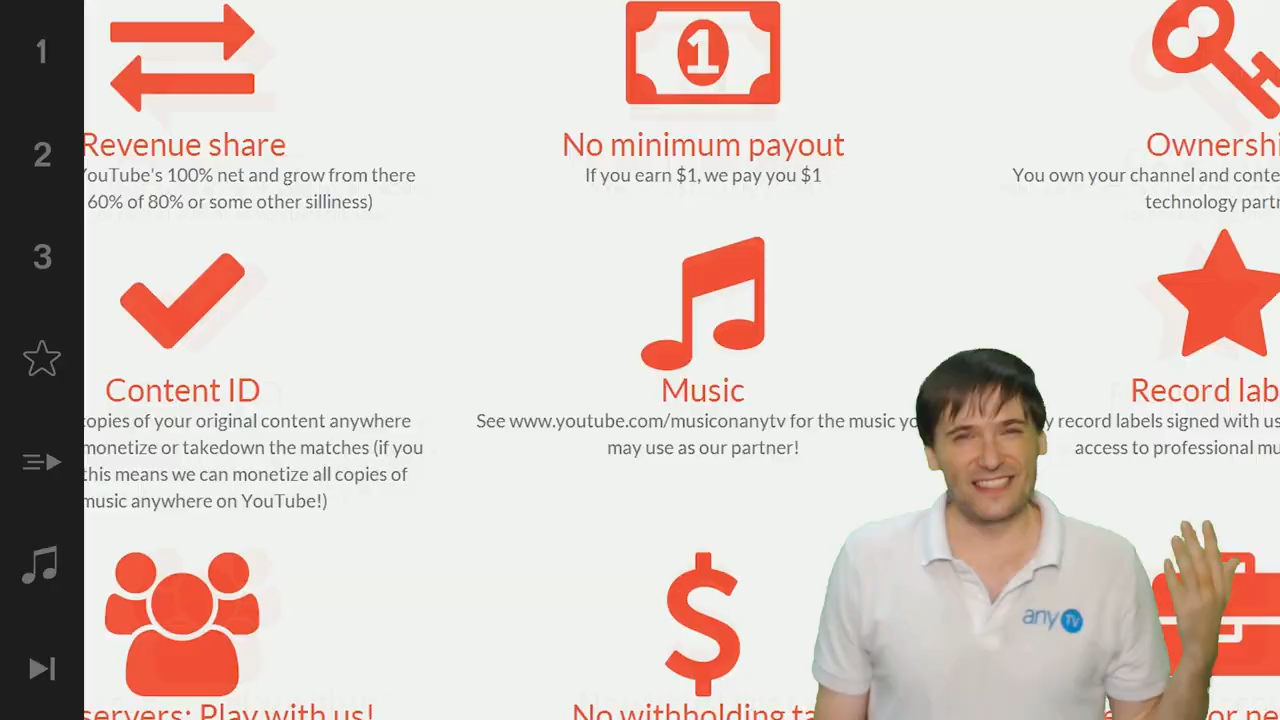 1
2
3
1
Revenue share
YouTube's 100% net and grow from there
60% of 80% or some other silliness)
No minimum payout
If you earn $1, we pay you $1
Ownershi
You own your channel and conte
technology partn
Content ID
copies of your original content anywhere
monetize or takedown the matches (if you
this means we can monetize all copies of
music anywhere on YouTube!)
Music
See www.youtube.com/musiconanytv for the music yo
may use as our partner!
Record lab
y record labels signed with us
access to professional mu
$
servers: Play with us!
No withholding ta
or ne
any TV